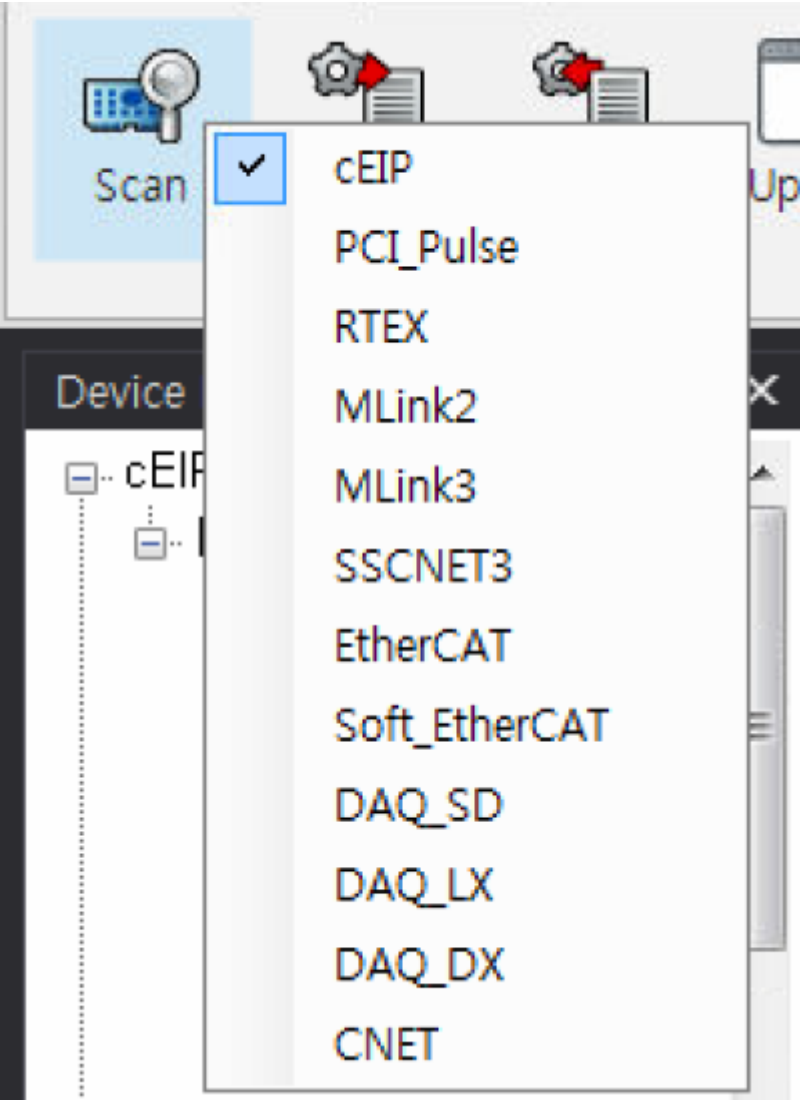 Scan
Up
cEIP
PCI_Pulse
RTEX
MLink2
MLink3
SSCNET3
EtherCAT
Soft_EtherCAT
DAQ_SD
DAQ_LX
DAQ_DX
CNET
Device
cEIP